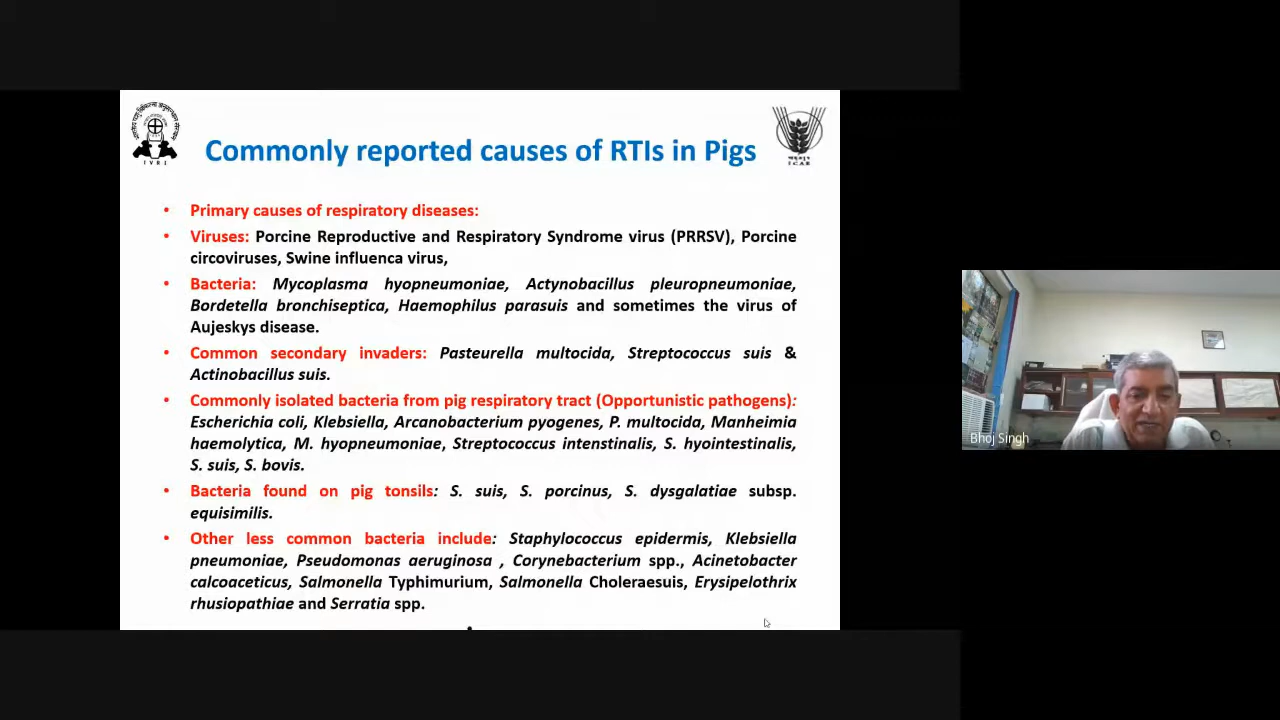 Commonly reported causes of RTIs in Pigs
I V R I
ICAR
• Primary causes of respiratory diseases:
• Viruses: Porcine Reproductive and Respiratory Syndrome virus (PRRSV), Porcine
circoviruses, Swine influenca virus,
• Bacteria: Mycoplasma hyopneumoniae, Actynobacillus pleuropneumoniae,
Bordetella bronchiseptica, Haemophilus parasuis and sometimes the virus of
Aujeskys disease.
• Common secondary invaders: Pasteurella multocida, Streptococcus suis &
Actinobacillus suis.
• Commonly isolated bacteria from pig respiratory tract (Opportunistic pathogens):
Escherichia coli, Klebsiella, Arcanobacterium pyogenes, P. multocida, Manheimia
haemolytica, M. hyopneumoniae, Streptococcus intenstinalis, S. hyointestinalis,
S. suis, S. bovis.
• Bacteria found on pig tonsils: S. suis, S. porcinus, S. dysgalatiae subsp.
equisimilis.
• Other less common bacteria include: Staphylococcus epidermis, Klebsiella
pneumoniae, Pseudomonas aeruginosa , Corynebacterium spp., Acinetobacter
calcoaceticus, Salmonella Typhimurium, Salmonella Choleraesuis, Erysipelothrix
rhusiopathiae and Serratia spp.
Bhoj Singh